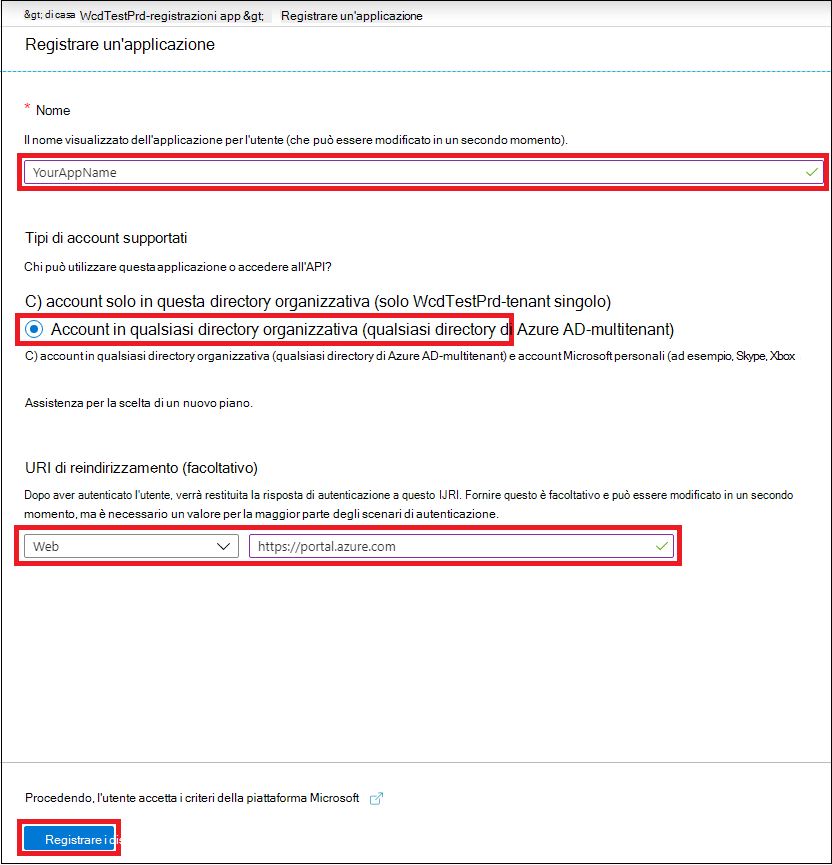 &gt; di casa WcdTestPrd-registrazioni app &gt; Registrare un'applicazione
Registrare un'applicazione
* Nome
Il nome visualizzato dell'applicazione per l'utente (che può essere modificato in un secondo momento).
YourAppName
Tipi di account supportati
Chi può utilizzare questa applicazione o accedere all'API?
C) account solo in questa directory organizzativa (solo WcdTestPrd-tenant singolo)
Account in qualsiasi directory organizzativa (qualsiasi directory di Azure AD-multitenant)
C) account in qualsiasi directory organizzativa (qualsiasi directory di Azure AD-multitenant) e account Microsoft personali (ad esempio, Skype, Xbox
Assistenza per la scelta di un nuovo piano.
URI di reindirizzamento (facoltativo)
Dopo aver autenticato l'utente, verrà restituita la risposta di autenticazione a questo IJRI. Fornire questo è facoltativo e può essere modificato in un secondo
momento, ma è necessario un valore per la maggior parte degli scenari di autenticazione.
Web https://portal.azure.com
Procedendo, l'utente accetta i criteri della piattaforma Microsoft
Registrare i dis